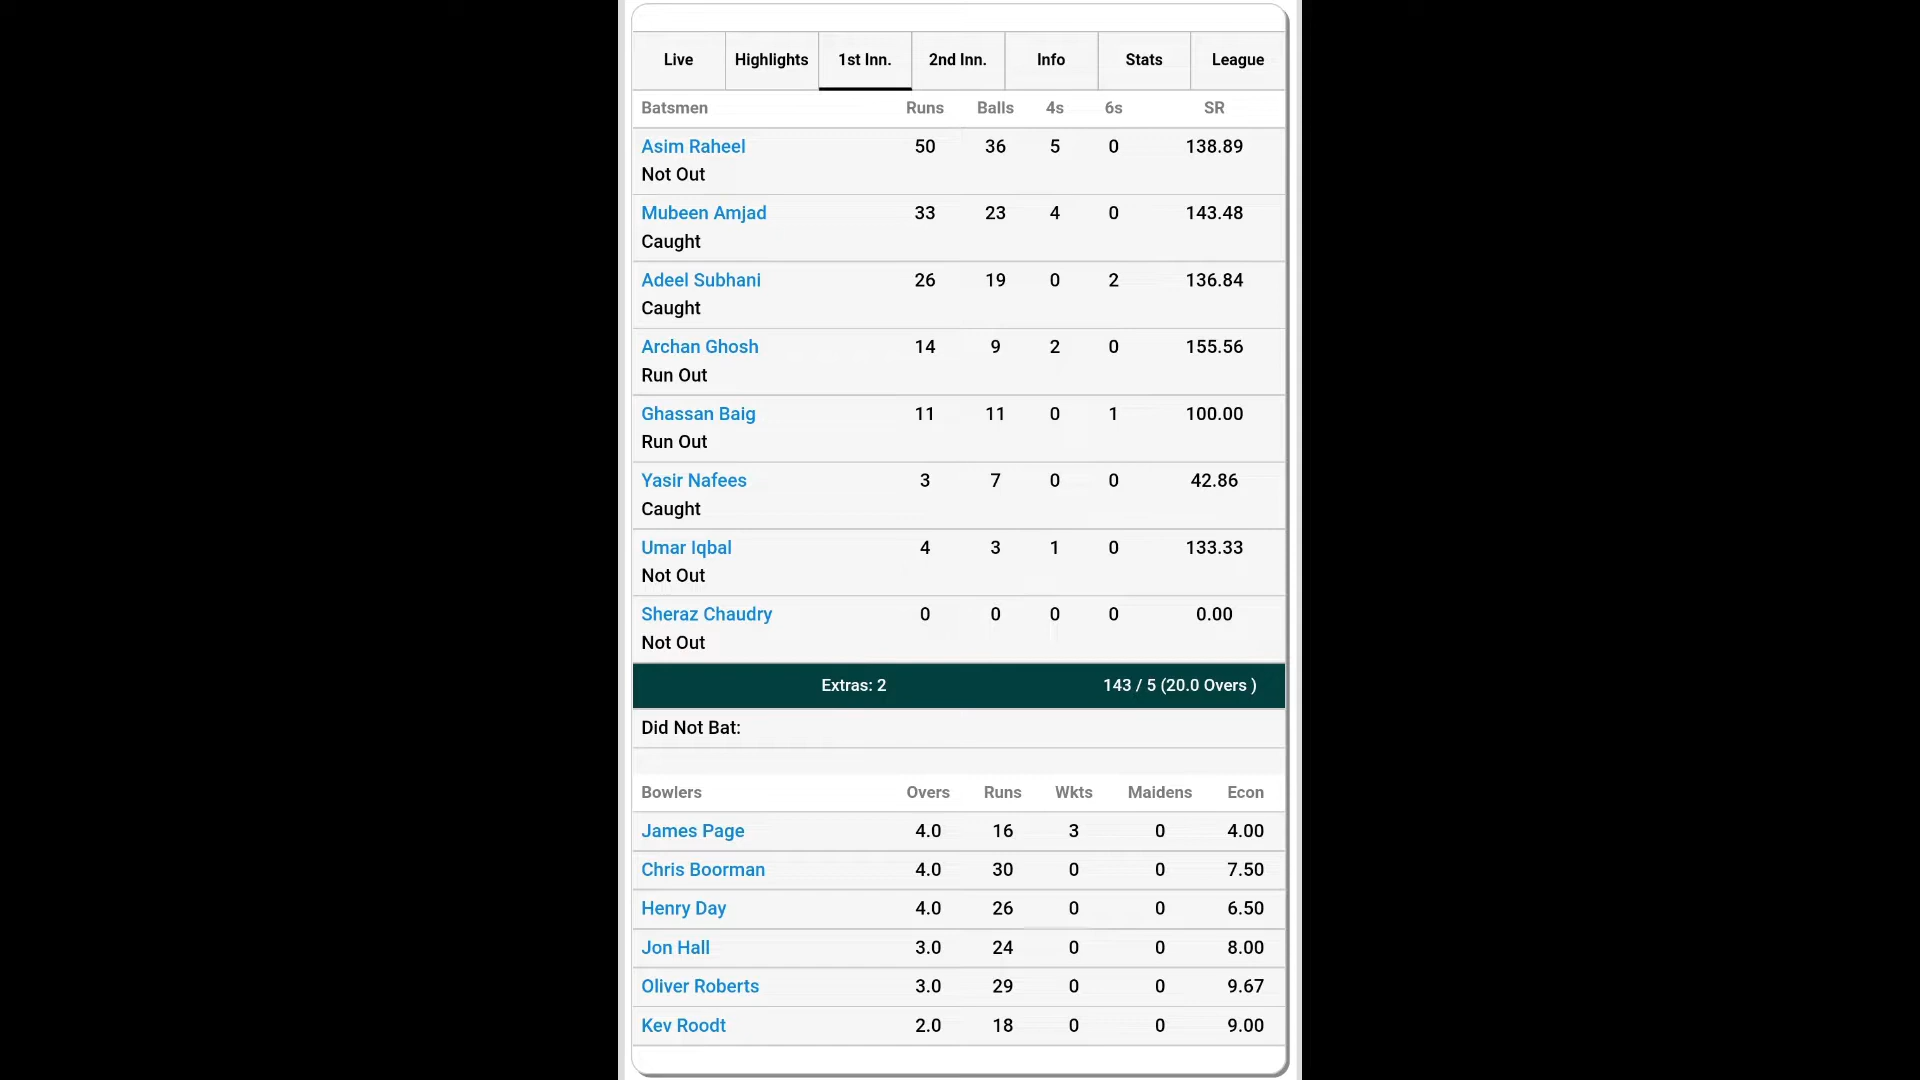 Live Highlights 1st Inn. 2nd Inn. Info Stats League
Batsmen Runs Balls 4s 6s SR
Asim Raheel 50 36 5 0 138.89
Not Out
Mubeen Amjad 33 23 4 0 143.48
Caught
Adeel Subhani 26 19 0 2 136.84
Caught
Archan Ghosh 14 9 2 0 155.56
Run Out
Ghassan Baig 11 11 0 1 100.00
Run Out
Yasir Nafees 3 7 0 0 42.86
Caught
Umar Iqbal 4 3 1 0 133.33
Not Out
Sheraz Chaudry 0 0 0 0 0.00
Not Out
Extras: 2 143 / 5 (20.0 Overs )
Did Not Bat:
Bowlers Overs Runs Wkts Maidens Econ
James Page 4.0 16 3 0 4.00
Chris Boorman 4.0 30 0 0 7.50
Henry Day 4.0 26 0 0 6.50
Jon Hall 3.0 24 0 0 8.00
Oliver Roberts 3.0 29 0 0 9.67
Kev Roodt 2.0 18 0 0 9.00